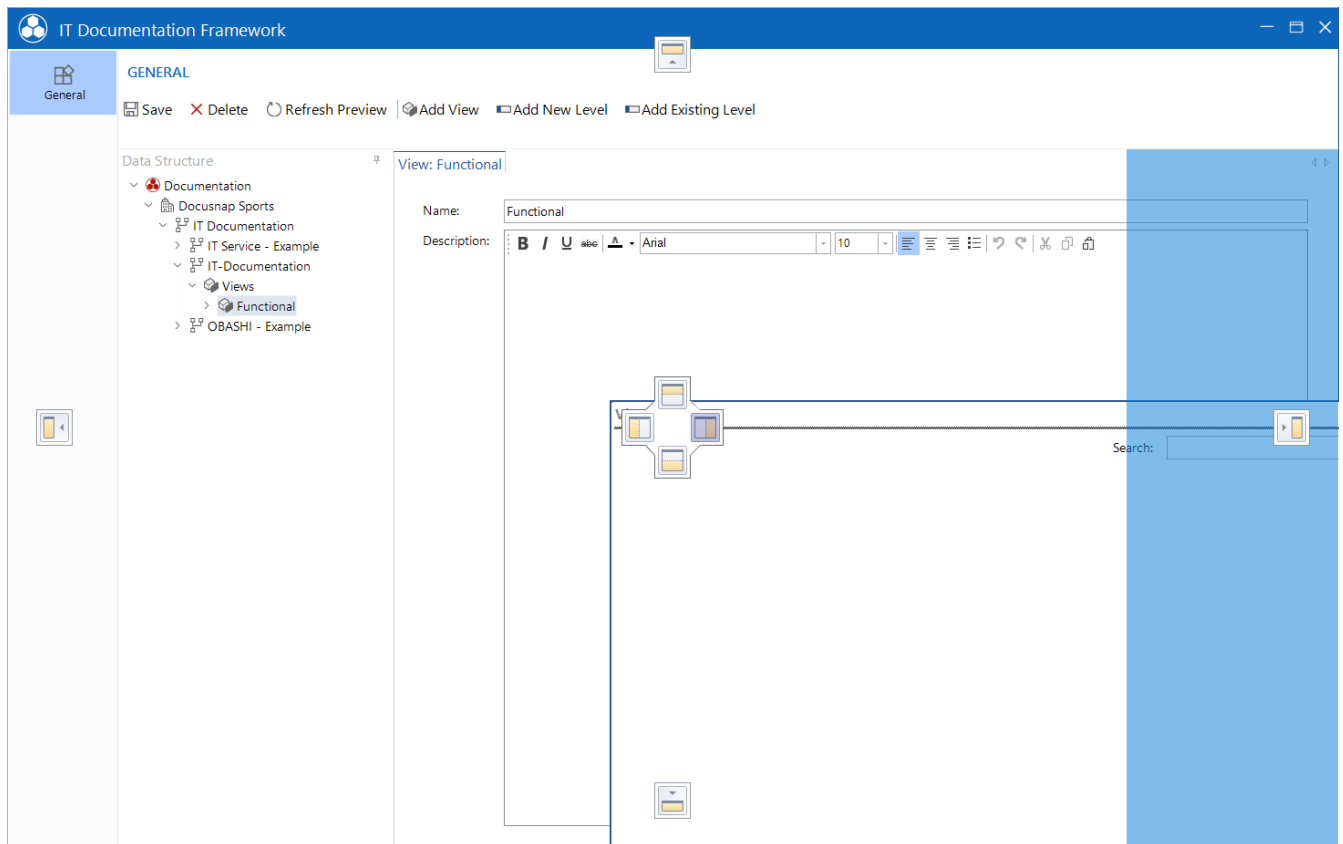 IT Documentation Framework
General
GENERAL
Save Delete Refresh Preview Add View Add New Level Add Existing Level
Data Structure
Documentation
Docusnap Sports
IT Documentation
IT Service - Example
IT-Documentation
Views
Functional
OBASHI - Example
View: Functional
Name: Functional
Description: B I U abc A Arial 10
Search: